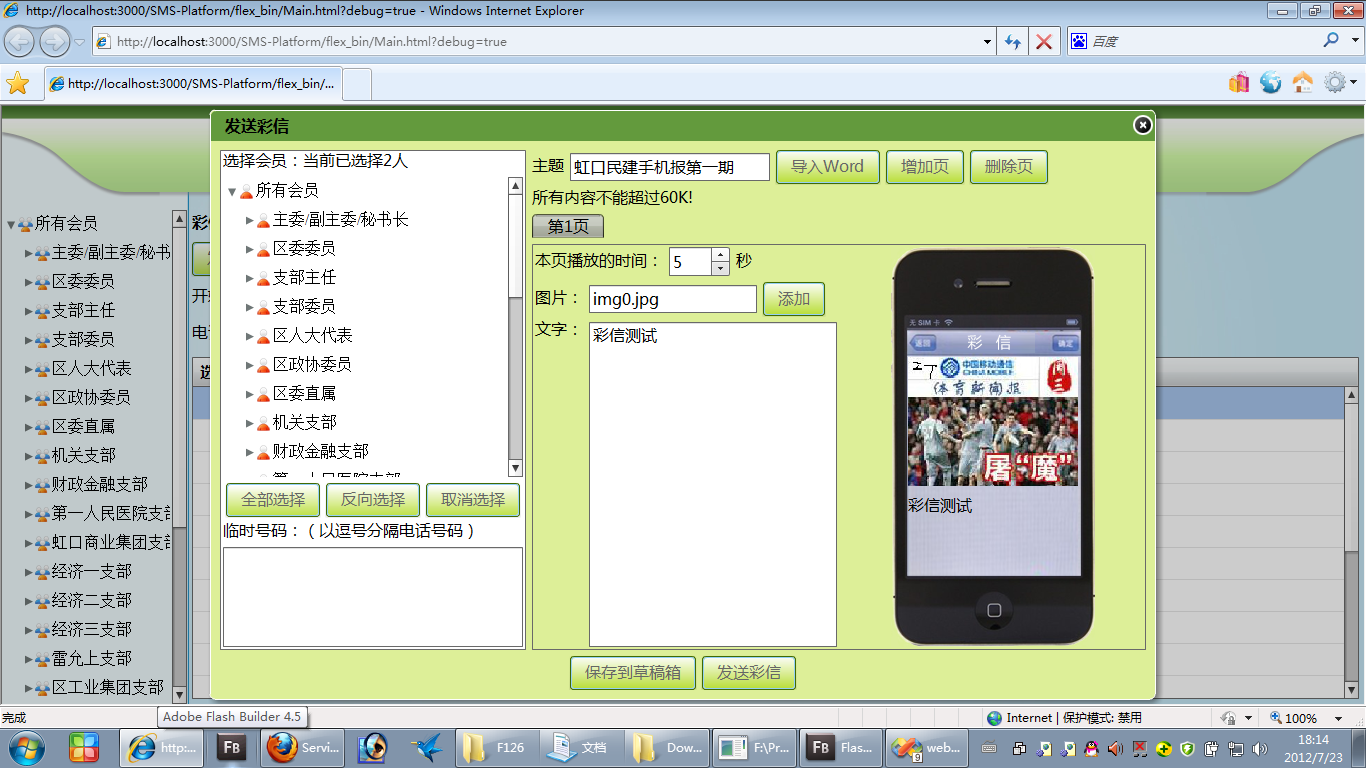 http://localhost:3000/SMS-Platform/flex_bin/Main.html?debug=true - Windows Internet Explorer
http://localhost:3000/SMS-Platform/flex_bin/Main.html?debug=true
百度
http://localhost:3000/SMS-Platform/flex_bin/...
发送彩信
选择会员：当前已选择2人
所有会员
主委/副主委/秘书长
区委委员
支部主任
支部委员
区人大代表
区政协委员
区委直属
机关支部
财政金融支部
全部选择 反向选择 取消选择
临时号码：（以逗号分隔电话号码）
主题 虹口民建手机报第一期 导入Word 增加页 删除页
所有内容不能超过60K!
第1页
本页播放的时间： 5 秒
图片： img0.jpg 添加
文字： 彩信测试
无 SIM 卡
返回 彩 信 确定
中国移动通信
CHINA MOBILE
体育新闻报
周三
屠“魔”
彩信测试
保存到草稿箱 发送彩信
所有会员
主委/副主委/秘书
区委委员
支部主任
支部委员
区人大代表
区政协委员
区委直属
机关支部
财政金融支部
第一人民医院支部
虹口商业集团支部
经济一支部
经济二支部
经济三支部
雷允上支部
区工业集团支部
完成
Adobe Flash Builder 4.5
Internet | 保护模式: 禁用
100%
http:...
Servi...
F126
文档
Dow...
F:\Pr...
Flas...
web...
9
18:14
2012/7/23